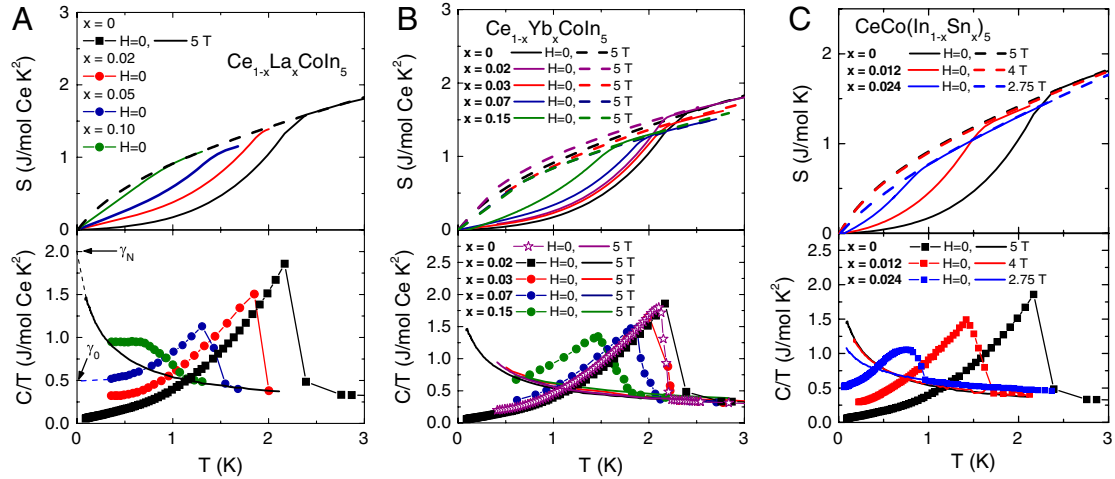 A
x = 0
H=0, 5 T
x = 0.02
H=0
x = 0.05
H=0
x = 0.10
H=0
Ce1-xLaxCoIn5
S (J/mol Ce K²)
3
2
1
0
C/T (J/mol Ce K²)
2.0
1.5
1.0
0.5
0.0
γN
γ0
0 1 2 3
T (K)
B
Ce1-xYbxCoIn5
x = 0 H=0, 5 T
x = 0.02 H=0, 5 T
x = 0.03 H=0, 5 T
x = 0.07 H=0, 5 T
x = 0.15 H=0, 5 T
S (J/mol Ce K²)
3
2
1
0
x = 0 H=0, 5 T
x = 0.02 H=0, 5 T
x = 0.03 H=0, 5 T
x = 0.07 H=0, 5 T
x = 0.15 H=0, 5 T
C/T (J/mol Ce K²)
2.5
2.0
1.5
1.0
0.5
0.0
0 1 2 3
T (K)
C
CeCo(In1-xSnx)5
x = 0 H=0, 5 T
x = 0.012 H=0, 4 T
x = 0.024 H=0, 2.75 T
S (J/mol K)
2
1
0
x = 0 H=0, 5 T
x = 0.012 H=0, 4 T
x = 0.024 H=0, 2.75 T
C/T (J/mol K²)
2.5
2.0
1.5
1.0
0.5
0.0
0 1 2 3
T (K)